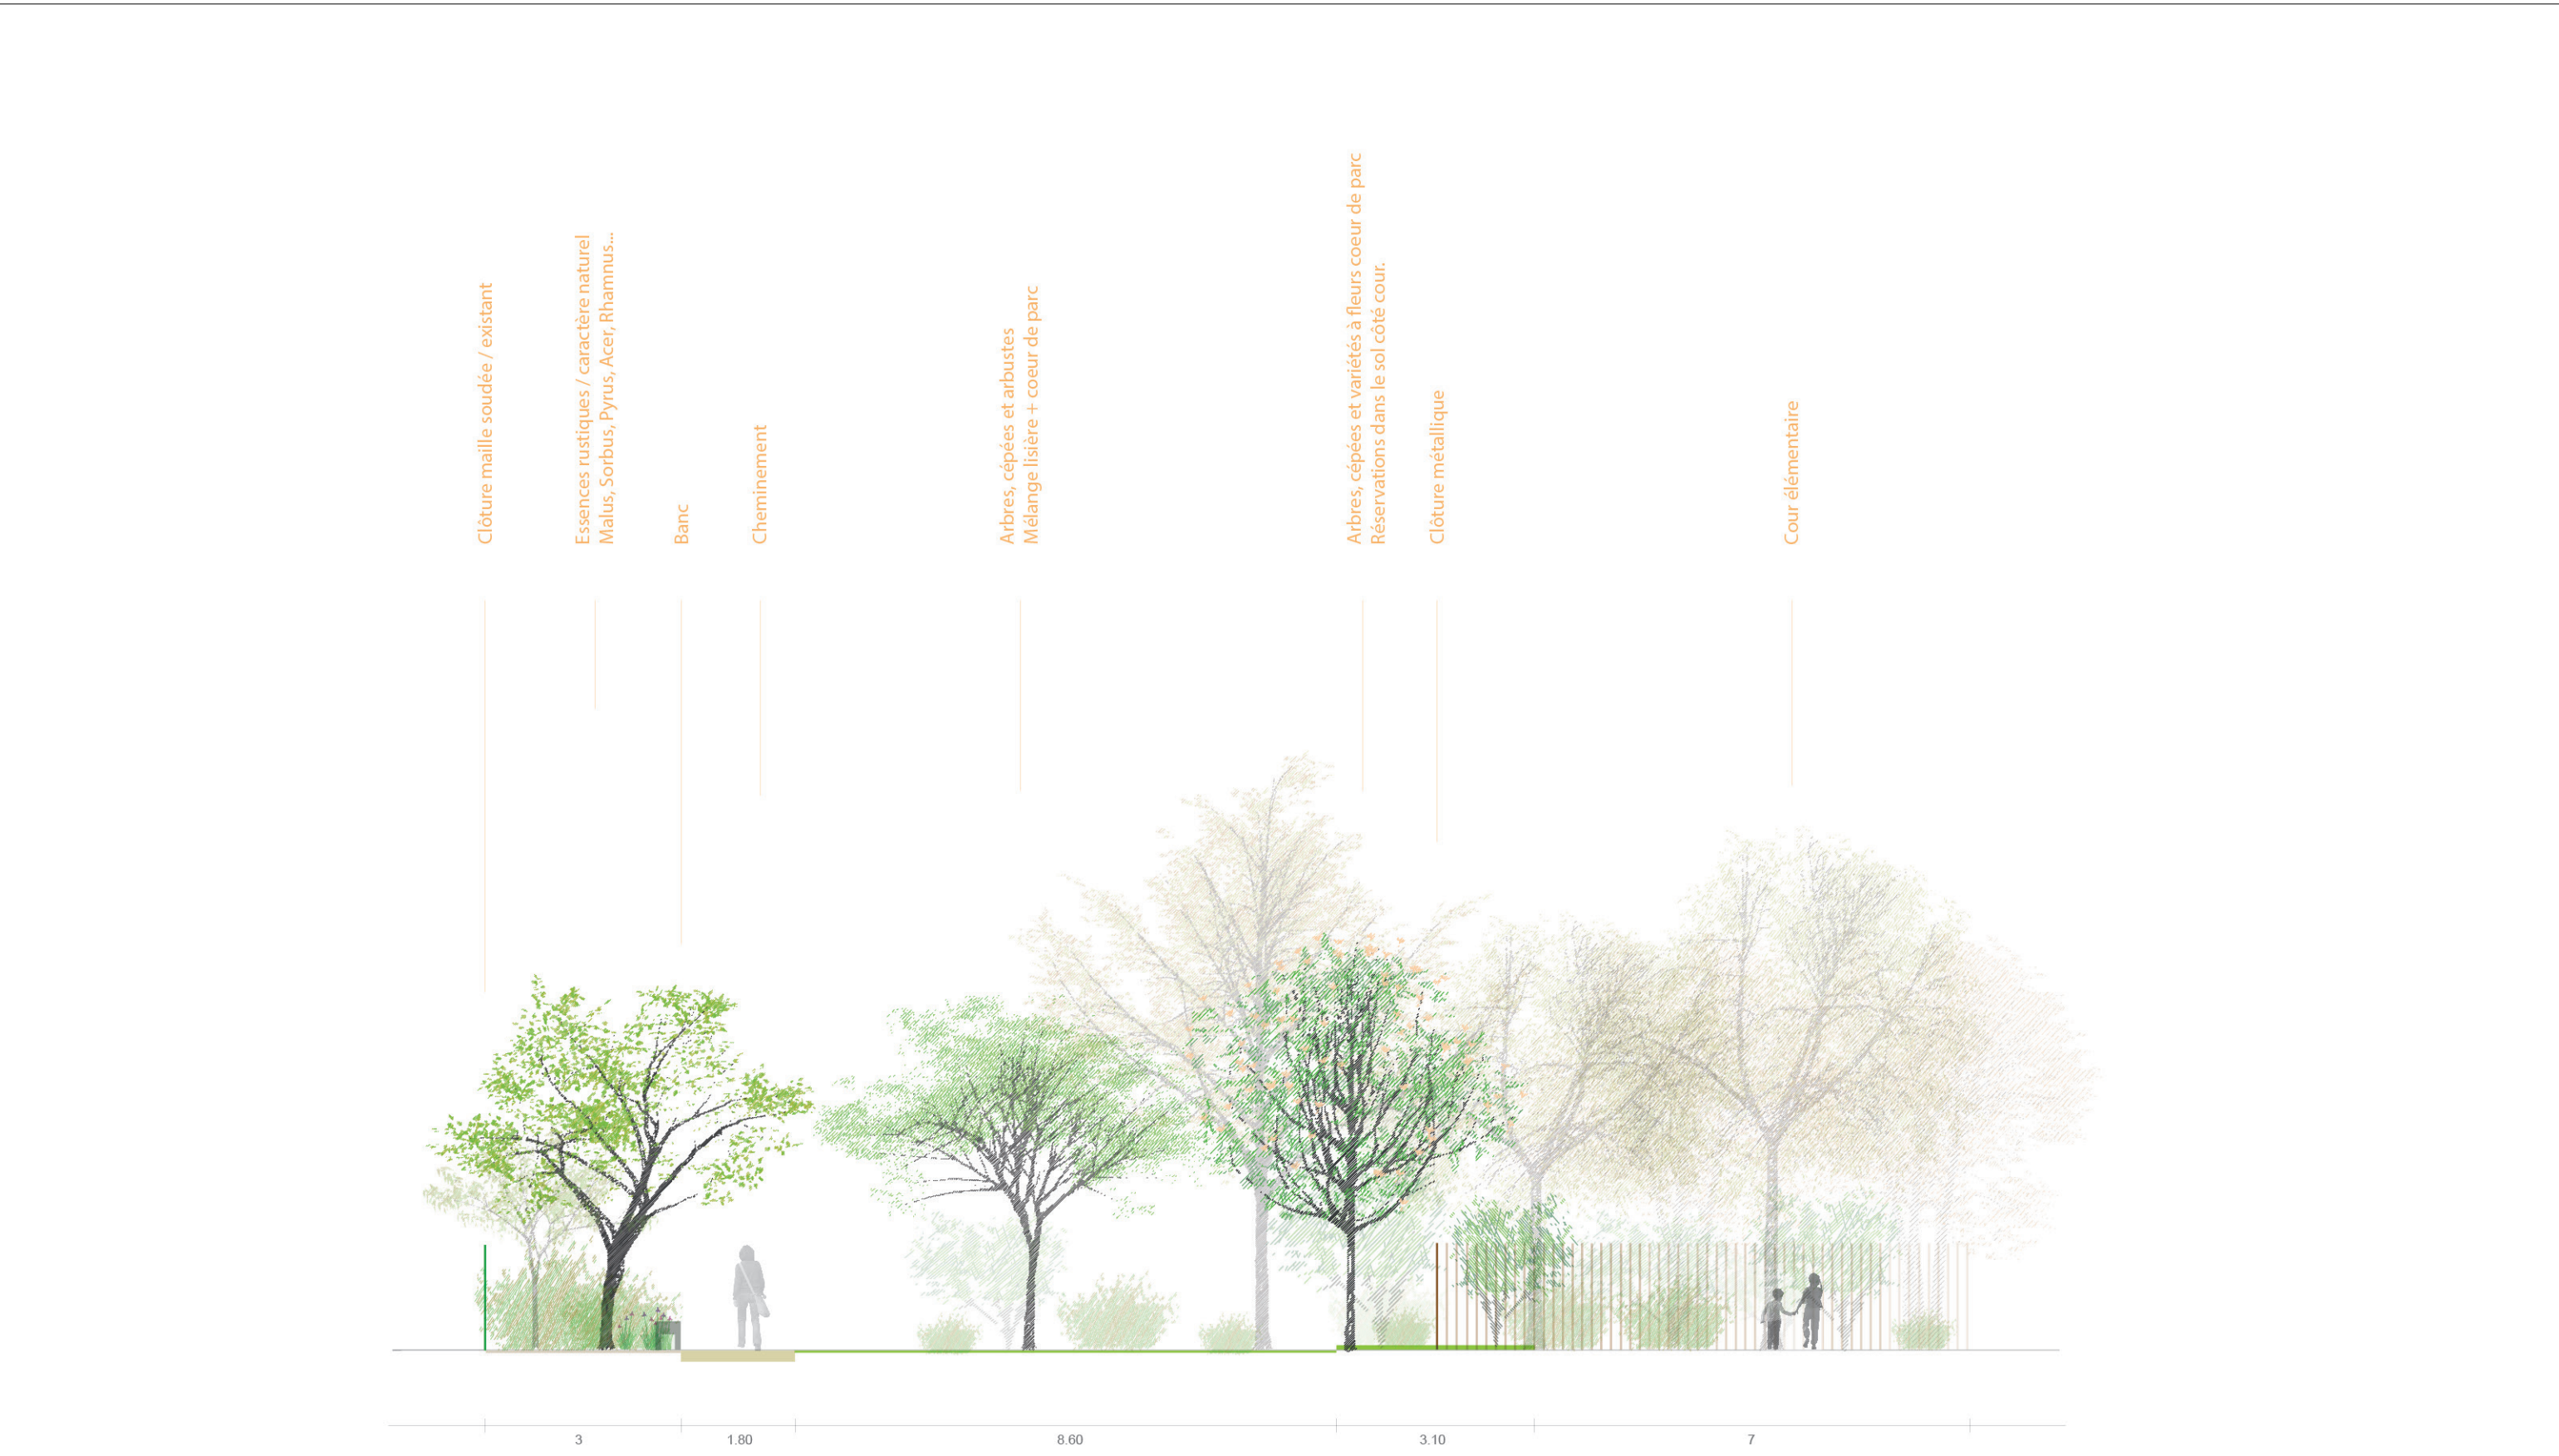 Clôture maille soudée / existant
Essences rustiques / caractère naturel
Malus, Sorbus, Pyrus, Acer, Rhamnus...
Banc
Cheminement
Arbres, cépées et arbustes
Mélange lisière + coeur de parc
Arbres, cépées et variétés à fleurs coeur de parc
Réservations dans le sol côté cour.
Clôture métallique
Cour élémentaire
3
1.80
8.60
3.10
7